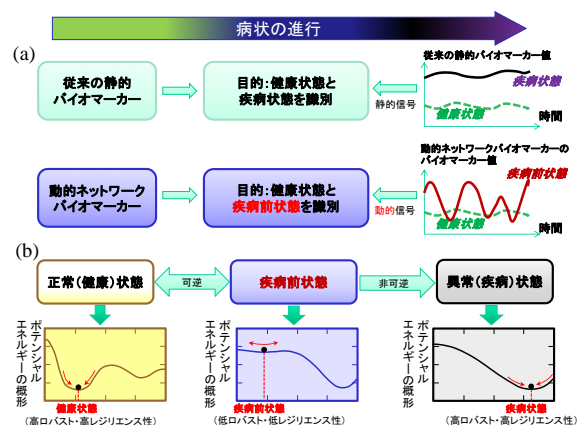 病状の進行
(a)
従来の静的
バイオマーカー
目的：健康状態と
疾病状態を識別
静的信号
従来の静的バイオマーカー値
疾病状態
健康状態
時間
動的ネットワーク
バイオマーカー
目的：健康状態と
疾病前状態を識別
動的信号
動的ネットワークバイオマーカーの
バイオマーカー値
疾病前状態
健康状態
時間
(b)
正常（健康）状態
可逆
疾病前状態
非可逆
異常（疾病）状態
ポテンシャル
エネルギーの概形
健康状態
(高ロバスト・高レジリエンス性)
ポテンシャル
エネルギーの概形
疾病前状態
(低ロバスト・低レジリエンス性)
ポテンシャル
エネルギーの概形
疾病状態
(高ロバスト・高レジリエンス性)